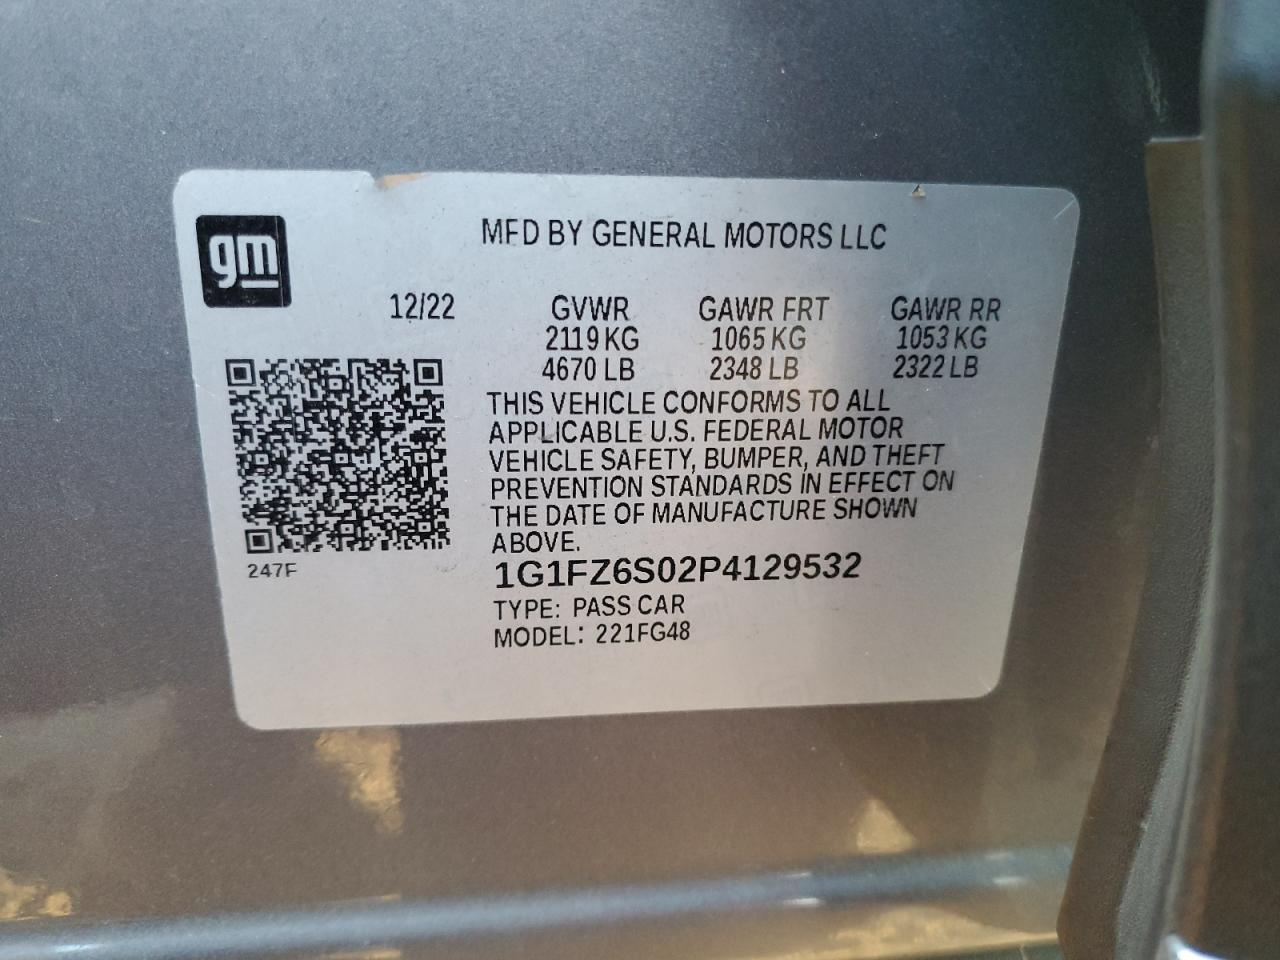 gm
MFD BY GENERAL MOTORS LLC
12/22 GVWR GAWR FRT GAWR RR
2119 KG 1065 KG 1053 KG
4670 LB 2348 LB 2322 LB
THIS VEHICLE CONFORMS TO ALL
APPLICABLE U.S. FEDERAL MOTOR
VEHICLE SAFETY, BUMPER, AND THEFT
PREVENTION STANDARDS IN EFFECT ON
THE DATE OF MANUFACTURE SHOWN
ABOVE.
247F
1G1FZ6S02P4129532
TYPE: PASS CAR
MODEL: 221FG48